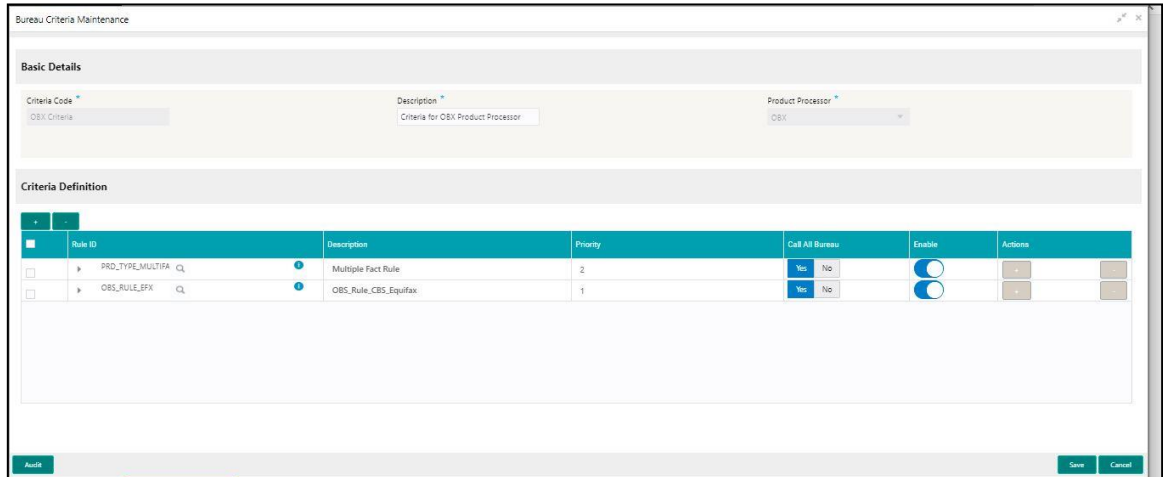 Bureau Criteria Maintenance
Basic Details
Criteria Code * Description * Product Processor *
OBX Criteria Criteria for OBX Product Processor OBX
Criteria Definition
+ -
Rule ID Description Priority Call All Bureau Enable Actions
PRD_TYPE_MULTIFA Multiple Fact Rule 2 Yes No + -
OBS_RULE_EFX OBS_Rule_CBS_Equifax 1 Yes No + -
Audit Save Cancel